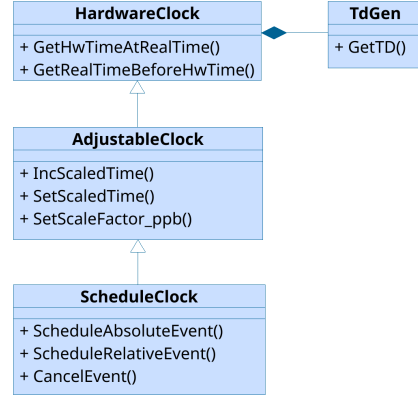 HardwareClock
+ GetHwTimeAtRealTime()
+ GetRealTimeBeforeHwTime()
TdGen
+ GetTD()
AdjustableClock
+ IncScaledTime()
+ SetScaledTime()
+ SetScaleFactor_ppb()
ScheduleClock
+ ScheduleAbsoluteEvent()
+ ScheduleRelativeEvent()
+ CancelEvent()